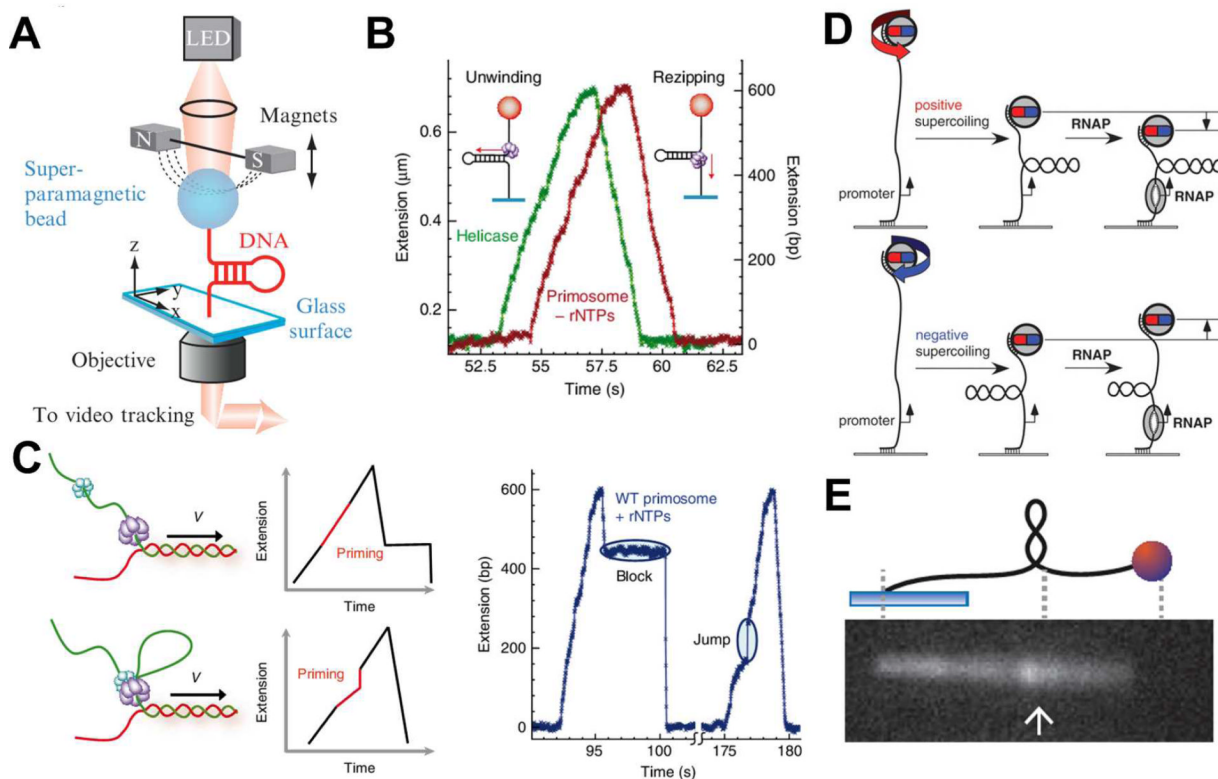 A
LED
N
S
Magnets
Super-
paramagnetic
bead
DNA
z
y
x
Glass
surface
Objective
To video tracking
B
Unwinding
Rezipping
Extension (μm)
0.6
0.4
0.2
Helicase
Primosome
– rNTPs
600
400
200
0
Extension (bp)
52.5
55
57.5
60
62.5
Time (s)
C
V
Extension
Priming
Time
V
Extension
Priming
Time
Extension (bp)
600
400
200
0
WT primosome
+ rNTPs
Block
Jump
95
100
175
180
Time (s)
D
positive
supercoiling
RNAP
promoter
RNAP
negative
supercoiling
RNAP
promoter
RNAP
E